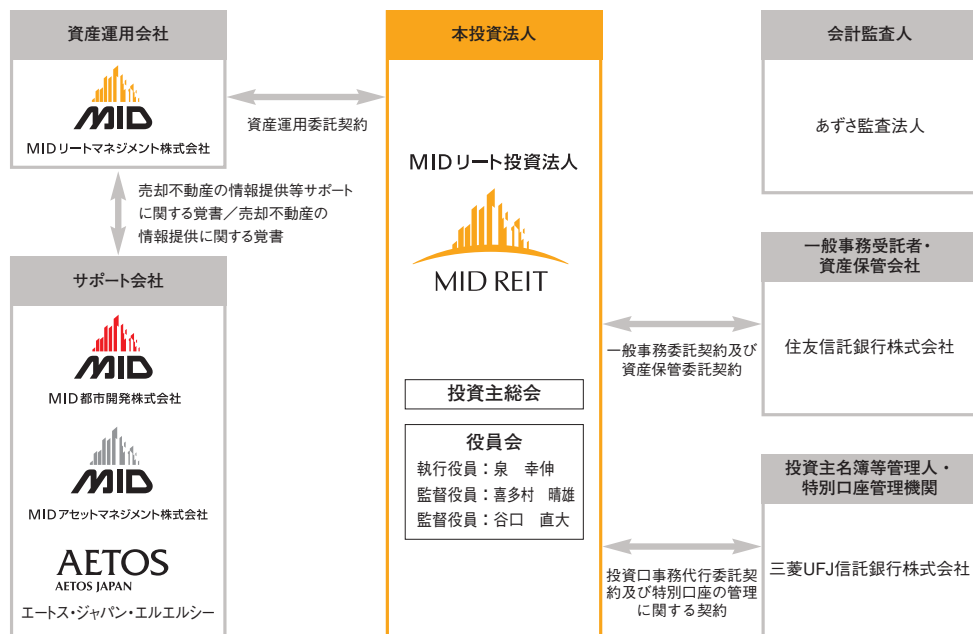 資産運用会社
MID
MIDリートマネジメント株式会社
資産運用委託契約
売却不動産の情報提供等サポート
に関する覚書／売却不動産の
情報提供に関する覚書
サポート会社
MID
MID都市開発株式会社
MID
MIDアセットマネジメント株式会社
AETOS
AETOS JAPAN
エートス・ジャパン・エルエルシー
本投資法人
MIDリート投資法人
MID REIT
投資主総会
役員会
執行役員：泉　幸伸
監督役員：喜多村　晴雄
監督役員：谷口　直大
会計監査人
あずさ監査法人
一般事務受託者・
資産保管会社
一般事務委託契約及び
資産保管委託契約
住友信託銀行株式会社
投資主名簿等管理人・
特別口座管理機関
投資口事務代行委託契
約及び特別口座の管理
に関する契約
三菱UFJ信託銀行株式会社